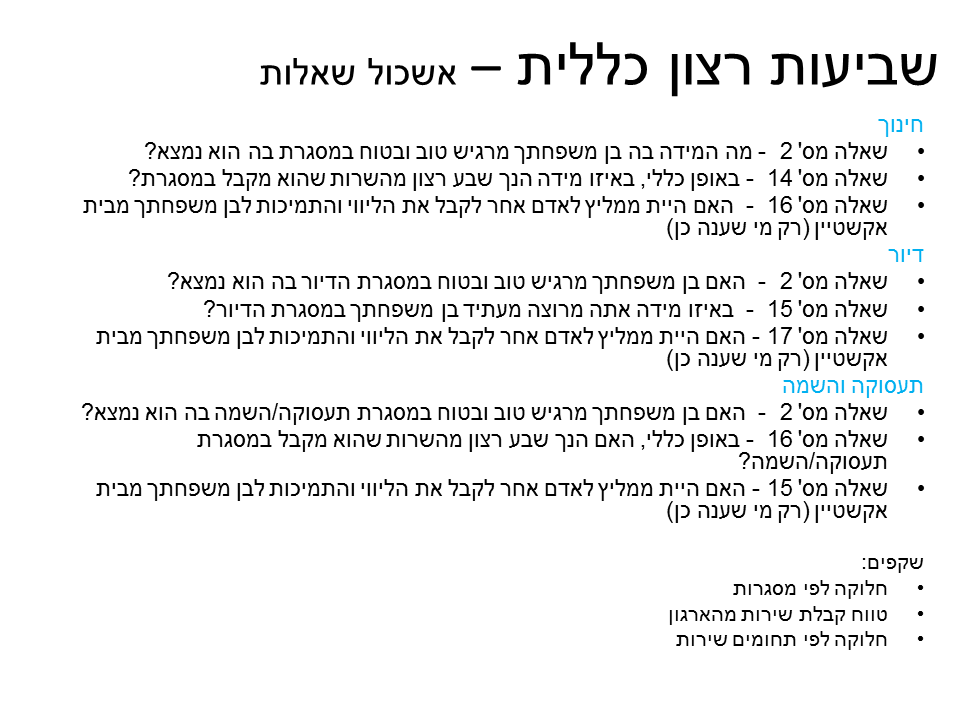 שביעות רצון כללית – אשכול שאלות
חינוך
• שאלה מס' 2 - מה המידה בה בן משפחתך מרגיש טוב ובטוח במסגרת בה הוא נמצא?
• שאלה מס' 14 - באופן כללי, באיזו מידה הנך שבע רצון מהשרות שהוא מקבל במסגרת?
• שאלה מס' 16 - האם היית ממליץ לאדם אחר לקבל את הליווי והתמיכות לבן משפחתך מבית
אקשטיין (רק מי שענה כן)
דיור
• שאלה מס' 2 - האם בן משפחתך מרגיש טוב ובטוח במסגרת הדיור בה הוא נמצא?
• שאלה מס' 15 - באיזו מידה אתה מרוצה מעתיד בן משפחתך במסגרת הדיור?
• שאלה מס' 17 - האם היית ממליץ לאדם אחר לקבל את הליווי והתמיכות לבן משפחתך מבית
אקשטיין (רק מי שענה כן)
תעסוקה והשמה
• שאלה מס' 2 - האם בן משפחתך מרגיש טוב ובטוח במסגרת תעסוקה/השמה בה הוא נמצא?
• שאלה מס' 16 - באופן כללי, האם הנך שבע רצון מהשרות שהוא מקבל במסגרת
תעסוקה/השמה?
• שאלה מס' 15 - האם היית ממליץ לאדם אחר לקבל את הליווי והתמיכות לבן משפחתך מבית
אקשטיין (רק מי שענה כן)
שקפים:
• חלוקה לפי מסגרות
• טווח קבלת שירות מהארגון
• חלוקה לפי תחומים שירות